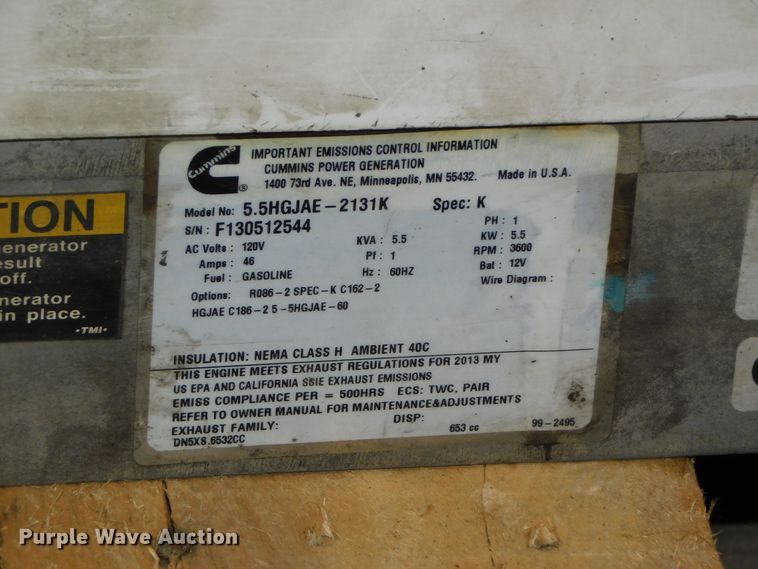 Cummins
®
IMPORTANT EMISSIONS CONTROL INFORMATION
CUMMINS POWER GENERATION
1400 73rd Ave. NE, Minneapolis, MN 55432. Made in U.S.A.
Model No: 5.5HGJAE-2131K Spec: K
S/N: F130512544 PH : 1
AC Volts : 120V KVA : 5.5 KW : 5.5
Amps : 46 Pf : 1 RPM : 3600
Fuel : GASOLINE Hz : 60HZ Bat : 12V
Options: R086-2 SPEC-K C162-2 Wire Diagram :
HGJAE C186-2 5-5HGJAE-60
INSULATION: NEMA CLASS H AMBIENT 40C
THIS ENGINE MEETS EXHAUST REGULATIONS FOR 2013 MY
US EPA AND CALIFORNIA SSIE EXHAUST EMISSIONS
EMISS COMPLIANCE PER = 500HRS ECS: TWC, PAIR
REFER TO OWNER MANUAL FOR MAINTENANCE&ADJUSTMENTS
EXHAUST FAMILY: DISP:
DN5XS.6532CC 653 cc 99-2495
TION
generator
esult
off.
nerator
in place.
-TMI-
Purple Wave Auction